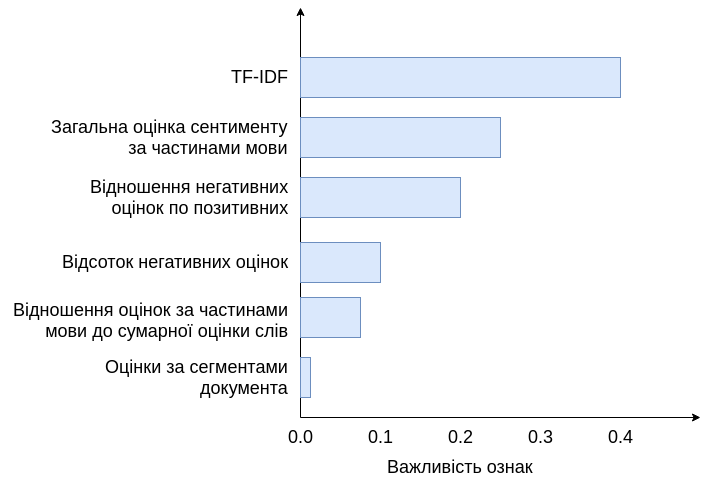 TF-IDF
Загальна оцінка сентименту
за частинами мови
Відношення негативних
оцінок по позитивних
Відсоток негативних оцінок
Відношення оцінок за частинами
мови до сумарної оцінки слів
Оцінки за сегментами
документа
0.0 0.1 0.2 0.3 0.4
Важливість ознак